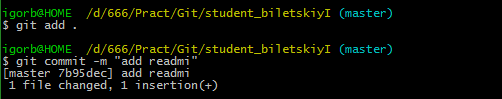 igorb@HOME /d/666/Pract/Git/student_biletskiyI (master)
$ git add .
igorb@HOME /d/666/Pract/Git/student_biletskiyI (master)
$ git commit -m "add readmi"
[master 7b95dec] add readmi
1 file changed, 1 insertion(+)